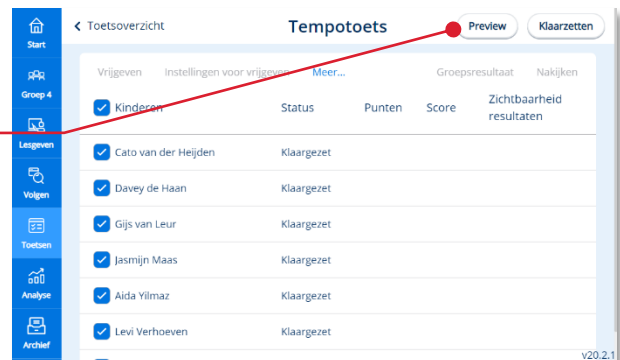 Start
Groep 4
Lesgeven
Volgen
Toetsen
Analyse
Archief
Toetsoverzicht
Tempotoets
Preview
Klaarzetten
Vrijgeven Instellingen voor vrijgeven Meer... Groepsresultaat Nakijken
Kinderen Status Punten Score Zichtbaarheid
resultaten
Cato van der Heijden Klaargezet
Davey de Haan Klaargezet
Gijs van Leur Klaargezet
Jasmijn Maas Klaargezet
Aida Yilmaz Klaargezet
Levi Verhoeven Klaargezet
v20.2.1